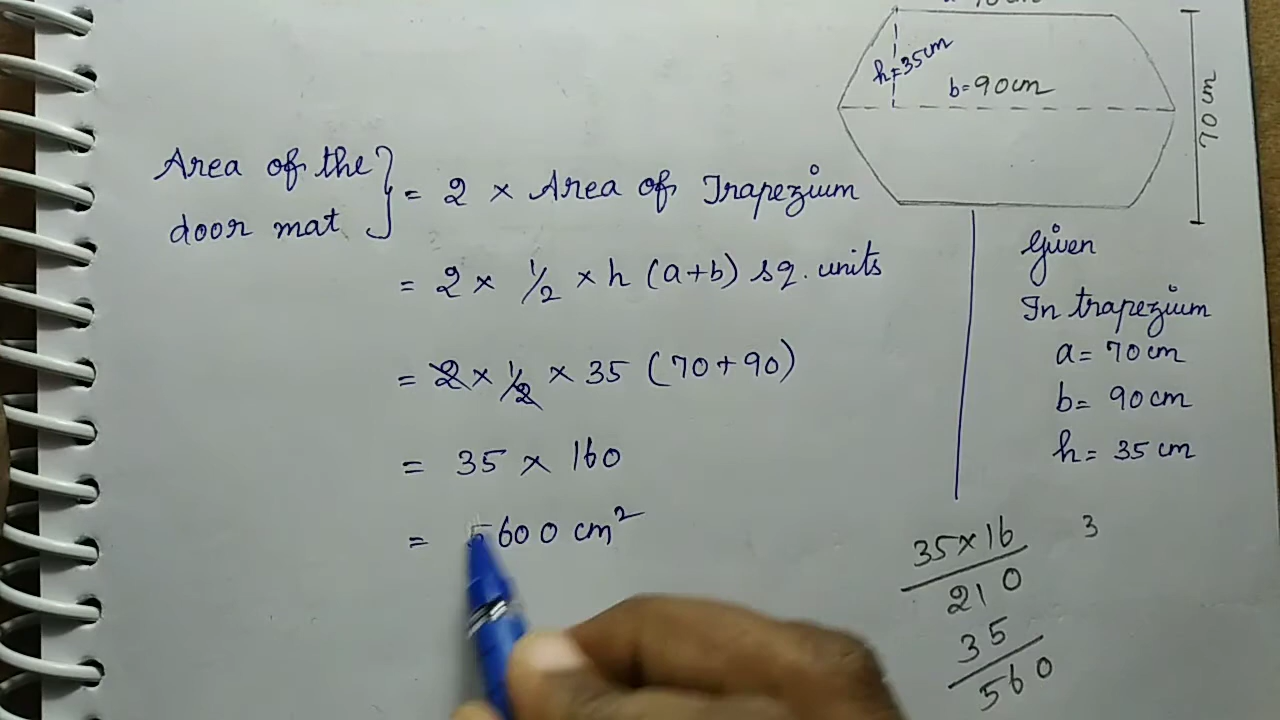 h=35cm
b=90cm
70 cm
Area of the door mat } = 2 × Area of Trapezium
= 2 × 1/2 × h (a+b) sq. units
= 2 × 1/2 × 35 (70+90)
= 35 × 160
= 5600 cm²
Given
In trapezium
a= 70 cm
b= 90 cm
h= 35 cm
35×16
210
35
560
3